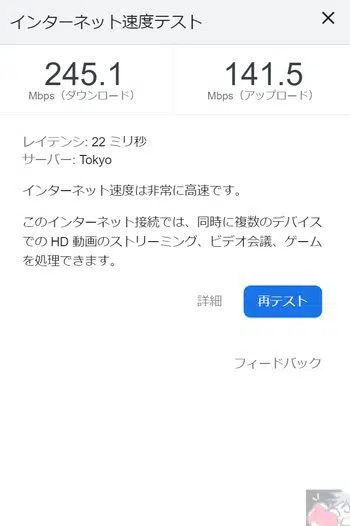 インターネット速度テスト
245.1
Mbps（ダウンロード）
141.5
Mbps（アップロード）
レイテンシ: 22 ミリ秒
サーバー: Tokyo
インターネット速度は非常に高速です。
このインターネット接続では、同時に複数のデバイス
での HD 動画のストリーミング、ビデオ会議、ゲーム
を処理できます。
詳細
再テスト
フィードバック